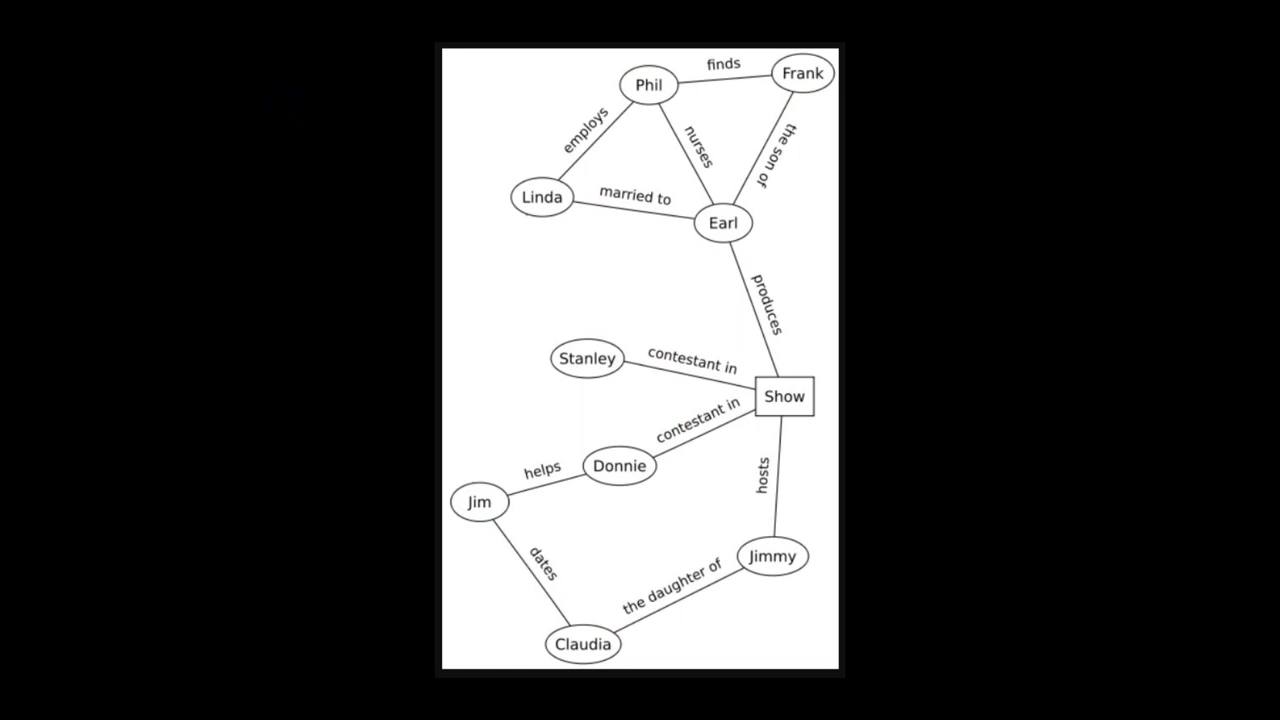 finds
Phil
Frank
employs
nurses
the son of
Linda
married to
Earl
produces
Stanley
contestant in
Show
contestant in
helps
Donnie
hosts
Jim
dates
Jimmy
the daughter of
Claudia